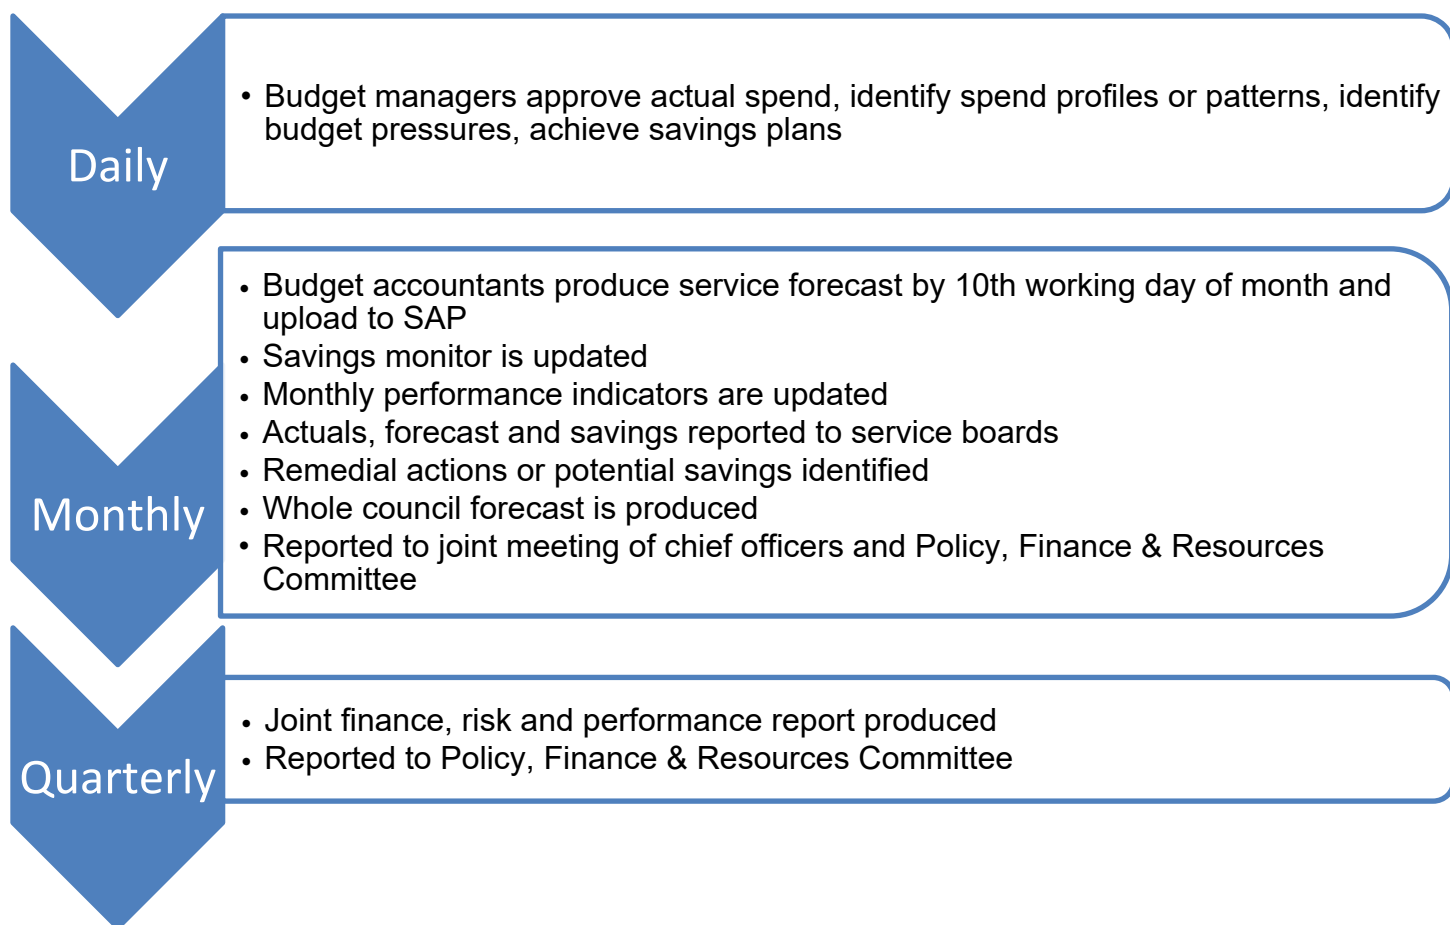 Daily
• Budget managers approve actual spend, identify spend profiles or patterns, identify
budget pressures, achieve savings plans
Monthly
• Budget accountants produce service forecast by 10th working day of month and
upload to SAP
• Savings monitor is updated
• Monthly performance indicators are updated
• Actuals, forecast and savings reported to service boards
• Remedial actions or potential savings identified
• Whole council forecast is produced
• Reported to joint meeting of chief officers and Policy, Finance & Resources
Committee
Quarterly
• Joint finance, risk and performance report produced
• Reported to Policy, Finance & Resources Committee